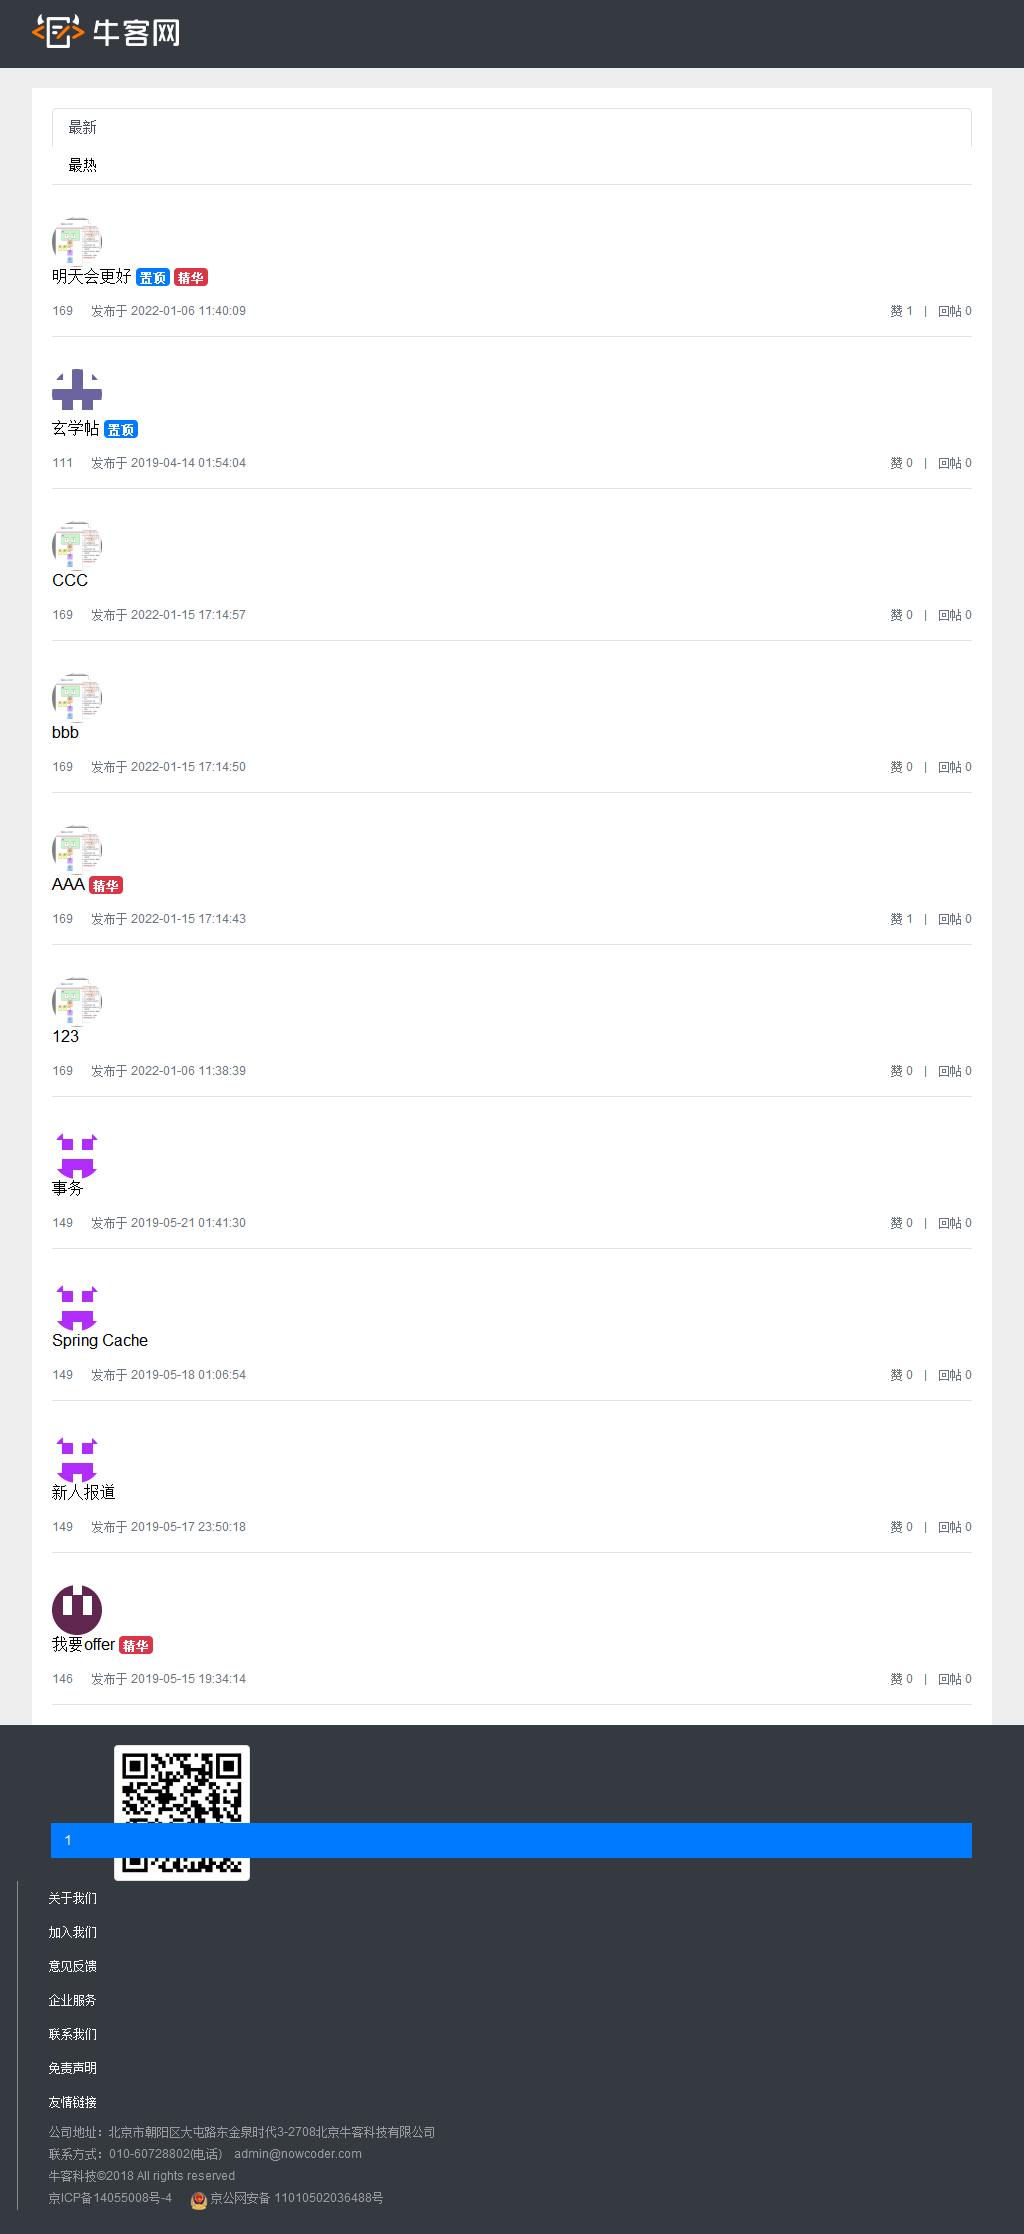 牛客网
最新
最热
明天会更好 置顶 精华
169 发布于 2022-01-06 11:40:09 赞 1 | 回帖 0
玄学帖 置顶
111 发布于 2019-04-14 01:54:04 赞 0 | 回帖 0
CCC
169 发布于 2022-01-15 17:14:57 赞 0 | 回帖 0
bbb
169 发布于 2022-01-15 17:14:50 赞 0 | 回帖 0
AAA 精华
169 发布于 2022-01-15 17:14:43 赞 1 | 回帖 0
123
169 发布于 2022-01-06 11:38:39 赞 0 | 回帖 0
事务
149 发布于 2019-05-21 01:41:30 赞 0 | 回帖 0
Spring Cache
149 发布于 2019-05-18 01:06:54 赞 0 | 回帖 0
新人报道
149 发布于 2019-05-17 23:50:18 赞 0 | 回帖 0
我要offer 精华
146 发布于 2019-05-15 19:34:14 赞 0 | 回帖 0
1
关于我们
加入我们
意见反馈
企业服务
联系我们
免责声明
友情链接
公司地址：北京市朝阳区大屯路东金泉时代3-2708北京牛客科技有限公司
联系方式：010-60728802(电话) admin@nowcoder.com
牛客科技©2018 All rights reserved
京ICP备14055008号-4 京公网安备 11010502036488号